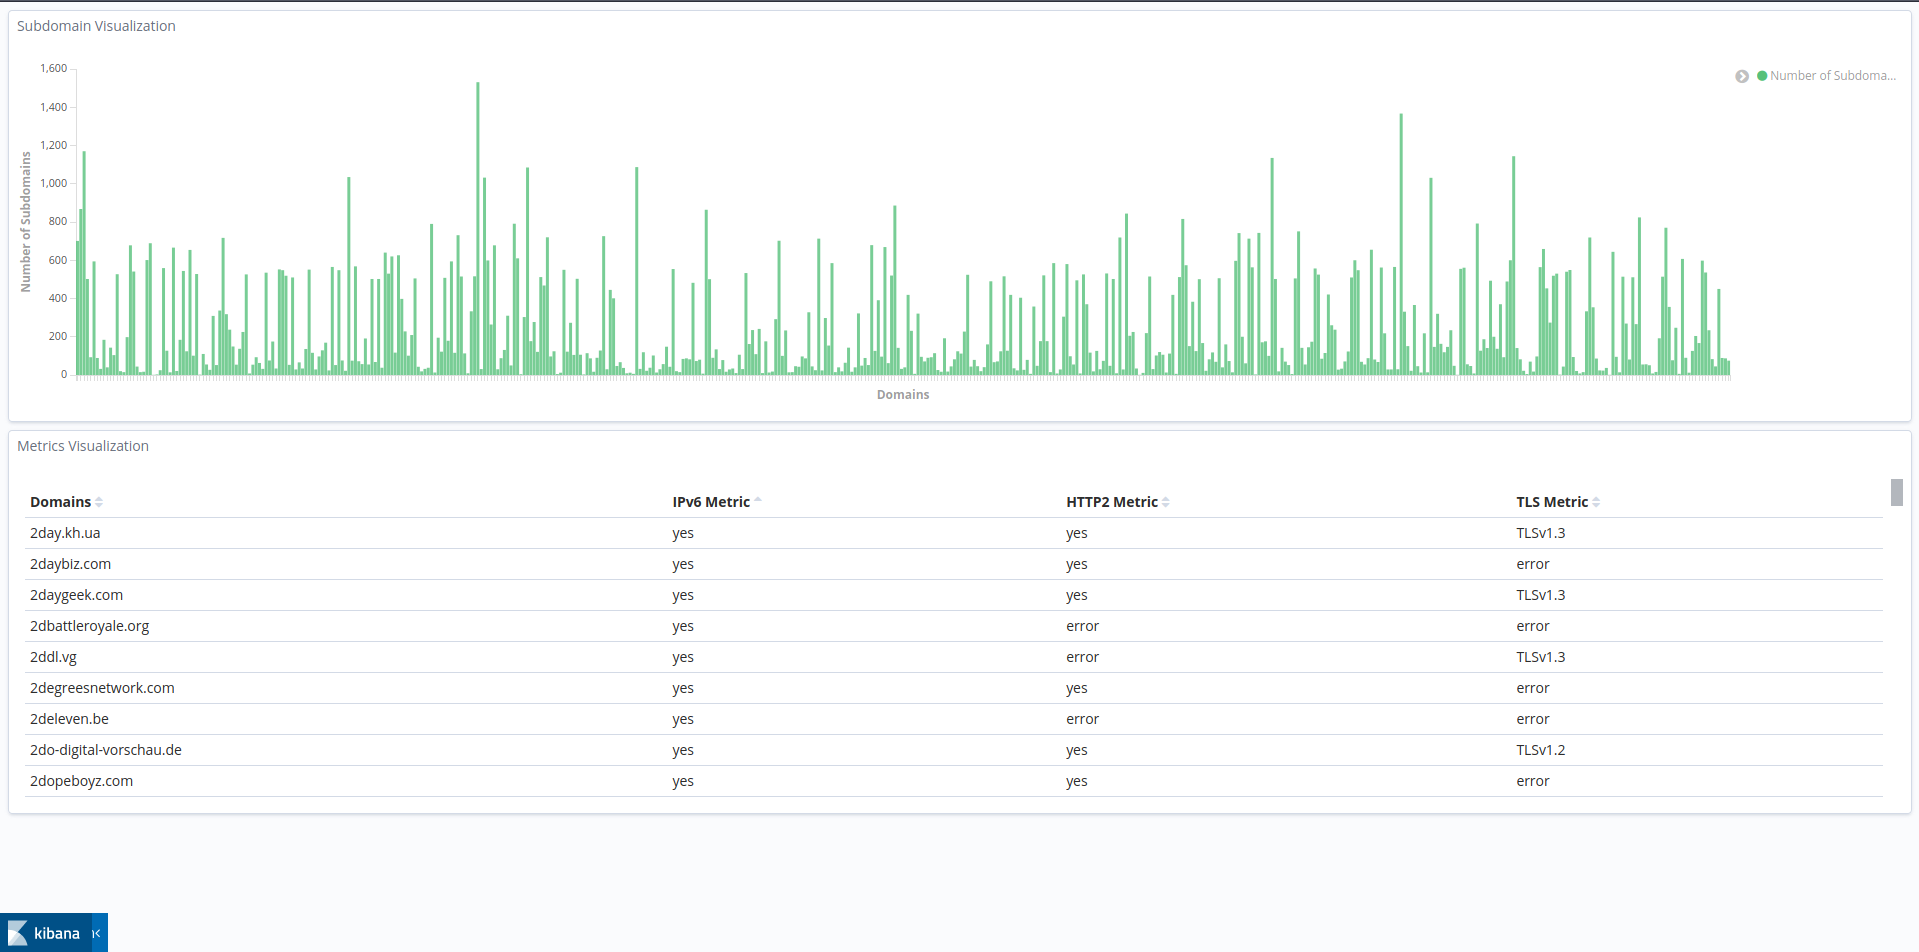 Subdomain Visualization
Number of Subdoma...
1,600
1,400
1,200
1,000
800
600
400
200
0
Number of Subdomains
Domains
Metrics Visualization
Domains IPv6 Metric HTTP2 Metric TLS Metric
2day.kh.ua yes yes TLSv1.3
2daybiz.com yes yes error
2daygeek.com yes yes TLSv1.3
2dbattleroyale.org yes error error
2ddl.vg yes error TLSv1.3
2degreesnetwork.com yes yes error
2deleven.be yes error error
2do-digital-vorschau.de yes yes TLSv1.2
2dopeboyz.com yes yes error
kibana